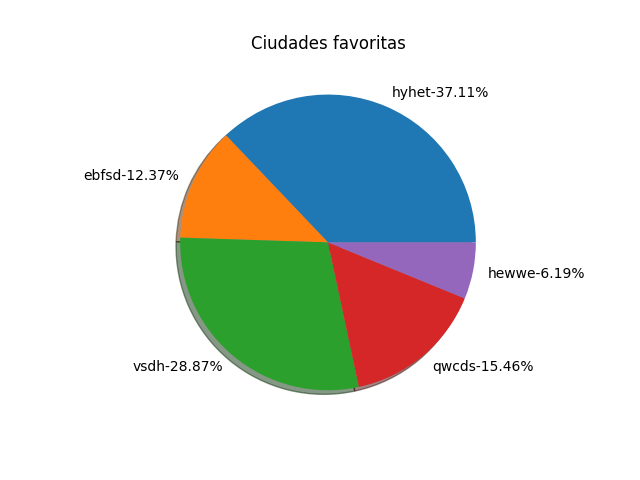 Ciudades favoritas
hyhet-37.11%
ebfsd-12.37%
hewwe-6.19%
vsdh-28.87%
qwcds-15.46%